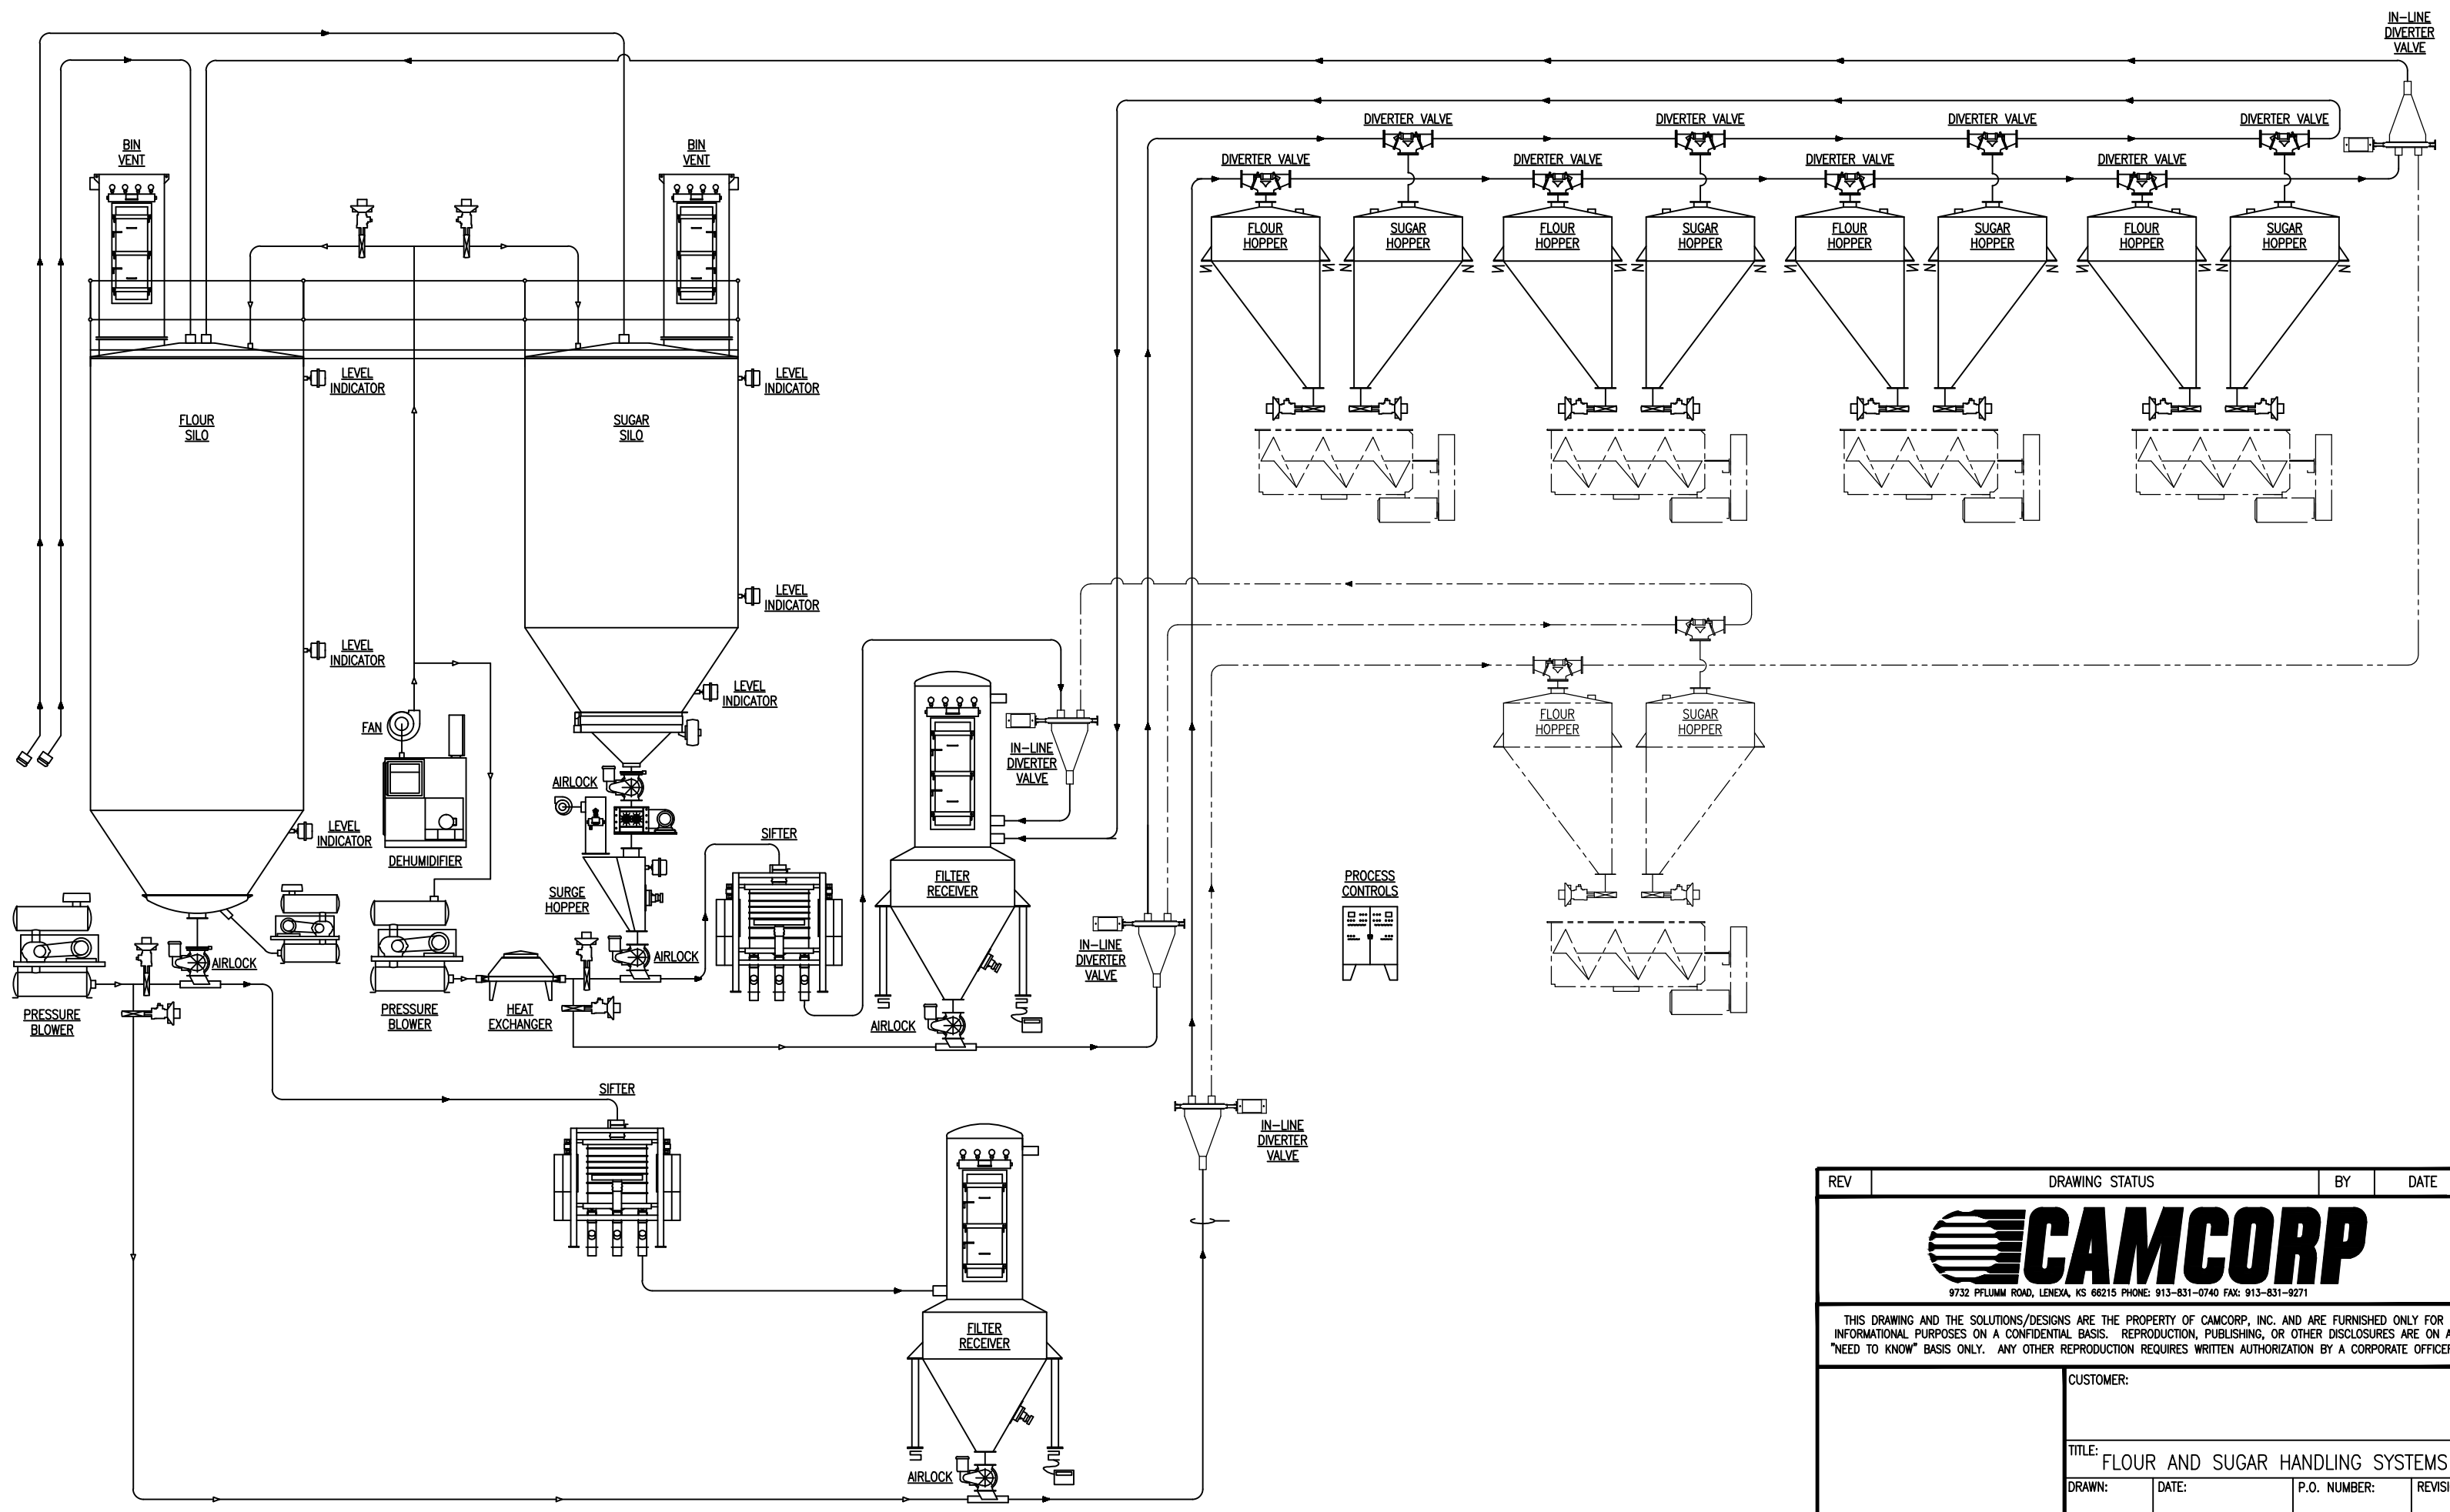 IN-LINE
DIVERTER
VALVE
DIVERTER VALVE
DIVERTER VALVE
DIVERTER VALVE
DIVERTER VALVE
BIN
VENT
BIN
VENT
DIVERTER VALVE
DIVERTER VALVE
DIVERTER VALVE
DIVERTER VALVE
FLOUR
HOPPER
SUGAR
HOPPER
FLOUR
HOPPER
SUGAR
HOPPER
FLOUR
HOPPER
SUGAR
HOPPER
FLOUR
HOPPER
SUGAR
HOPPER
LEVEL
INDICATOR
LEVEL
INDICATOR
FLOUR
SILO
SUGAR
SILO
LEVEL
INDICATOR
LEVEL
INDICATOR
LEVEL
INDICATOR
FAN
FLOUR
HOPPER
SUGAR
HOPPER
IN-LINE
DIVERTER
VALVE
AIRLOCK
LEVEL
INDICATOR
SIFTER
DEHUMIDIFIER
SURGE
HOPPER
FILTER
RECEIVER
PROCESS
CONTROLS
AIRLOCK
AIRLOCK
IN-LINE
DIVERTER
VALVE
PRESSURE
BLOWER
PRESSURE
BLOWER
HEAT
EXCHANGER
AIRLOCK
SIFTER
IN-LINE
DIVERTER
VALVE
FILTER
RECEIVER
AIRLOCK
REV DRAWING STATUS BY DATE
CAMCORP
9732 PFLUMM ROAD, LENEXA, KS 66215 PHONE: 913-831-0740 FAX: 913-831-9271
THIS DRAWING AND THE SOLUTIONS/DESIGNS ARE THE PROPERTY OF CAMCORP, INC. AND ARE FURNISHED ONLY FOR
INFORMATIONAL PURPOSES ON A CONFIDENTIAL BASIS. REPRODUCTION, PUBLISHING, OR OTHER DISCLOSURES ARE ON A
"NEED TO KNOW" BASIS ONLY. ANY OTHER REPRODUCTION REQUIRES WRITTEN AUTHORIZATION BY A CORPORATE OFFICER
CUSTOMER:
TITLE:
FLOUR AND SUGAR HANDLING SYSTEMS
DRAWN: DATE: P.O. NUMBER: